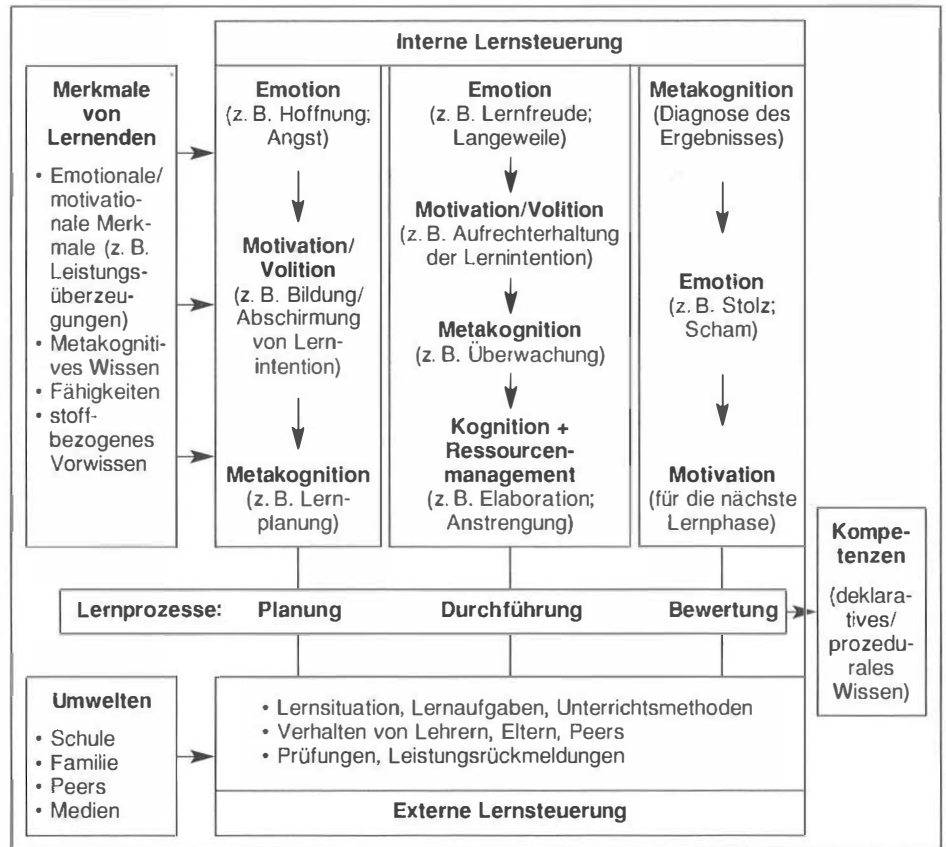 Interne Lernsteuerung
Merkmale
von
Lernenden
• Emotionale/
motivatio-
nale Merk-
male (z. B.
Leistungs-
überzeu-
gungen)
• Metakogniti-
ves Wissen
• Fähigkeiten
• stoff-
bezogenes
Vorwissen
Emotion
(z. B. Hoffnung;
Angst)
Motivation/
Volition
(z. B. Bildung/
Abschirmung
von Lern-
intention)
Metakognition
(z. B. Lern-
planung)
Emotion
(z. B. Lernfreude;
Langeweile)
Motivation/Volition
(z. B. Aufrechterhaltung
der Lernintention)
Metakognition
(z. B. Überwachung)
Kognition +
Ressourcen-
management
(z. B. Elaboration;
Anstrengung)
Metakognition
(Diagnose des
Ergebnisses)
Emotion
(z. B. Stolz;
Scham)
Motivation
(für die nächste
Lernphase)
Lernprozesse: Planung Durchführung Bewertung
Kompe-
tenzen
(deklara-
tives/
prozedu-
rales
Wissen)
Umwelten
• Schule
• Familie
• Peers
• Medien
• Lernsituation, Lernaufgaben, Unterrichtsmethoden
• Verhalten von Lehrern, Eltern, Peers
• Prüfungen, Leistungsrückmeldungen
Externe Lernsteuerung